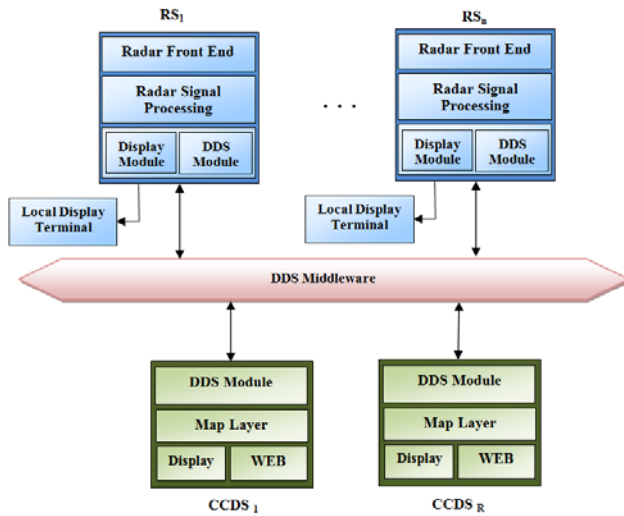 RS1
Radar Front End
Radar Signal
Processing
Display
Module
DDS
Module
Local Display
Terminal
. . .
RSn
Radar Front End
Radar Signal
Processing
Display
Module
DDS
Module
Local Display
Terminal
DDS Middleware
DDS Module
Map Layer
Display
WEB
CCDS 1
DDS Module
Map Layer
Display
WEB
CCDS R